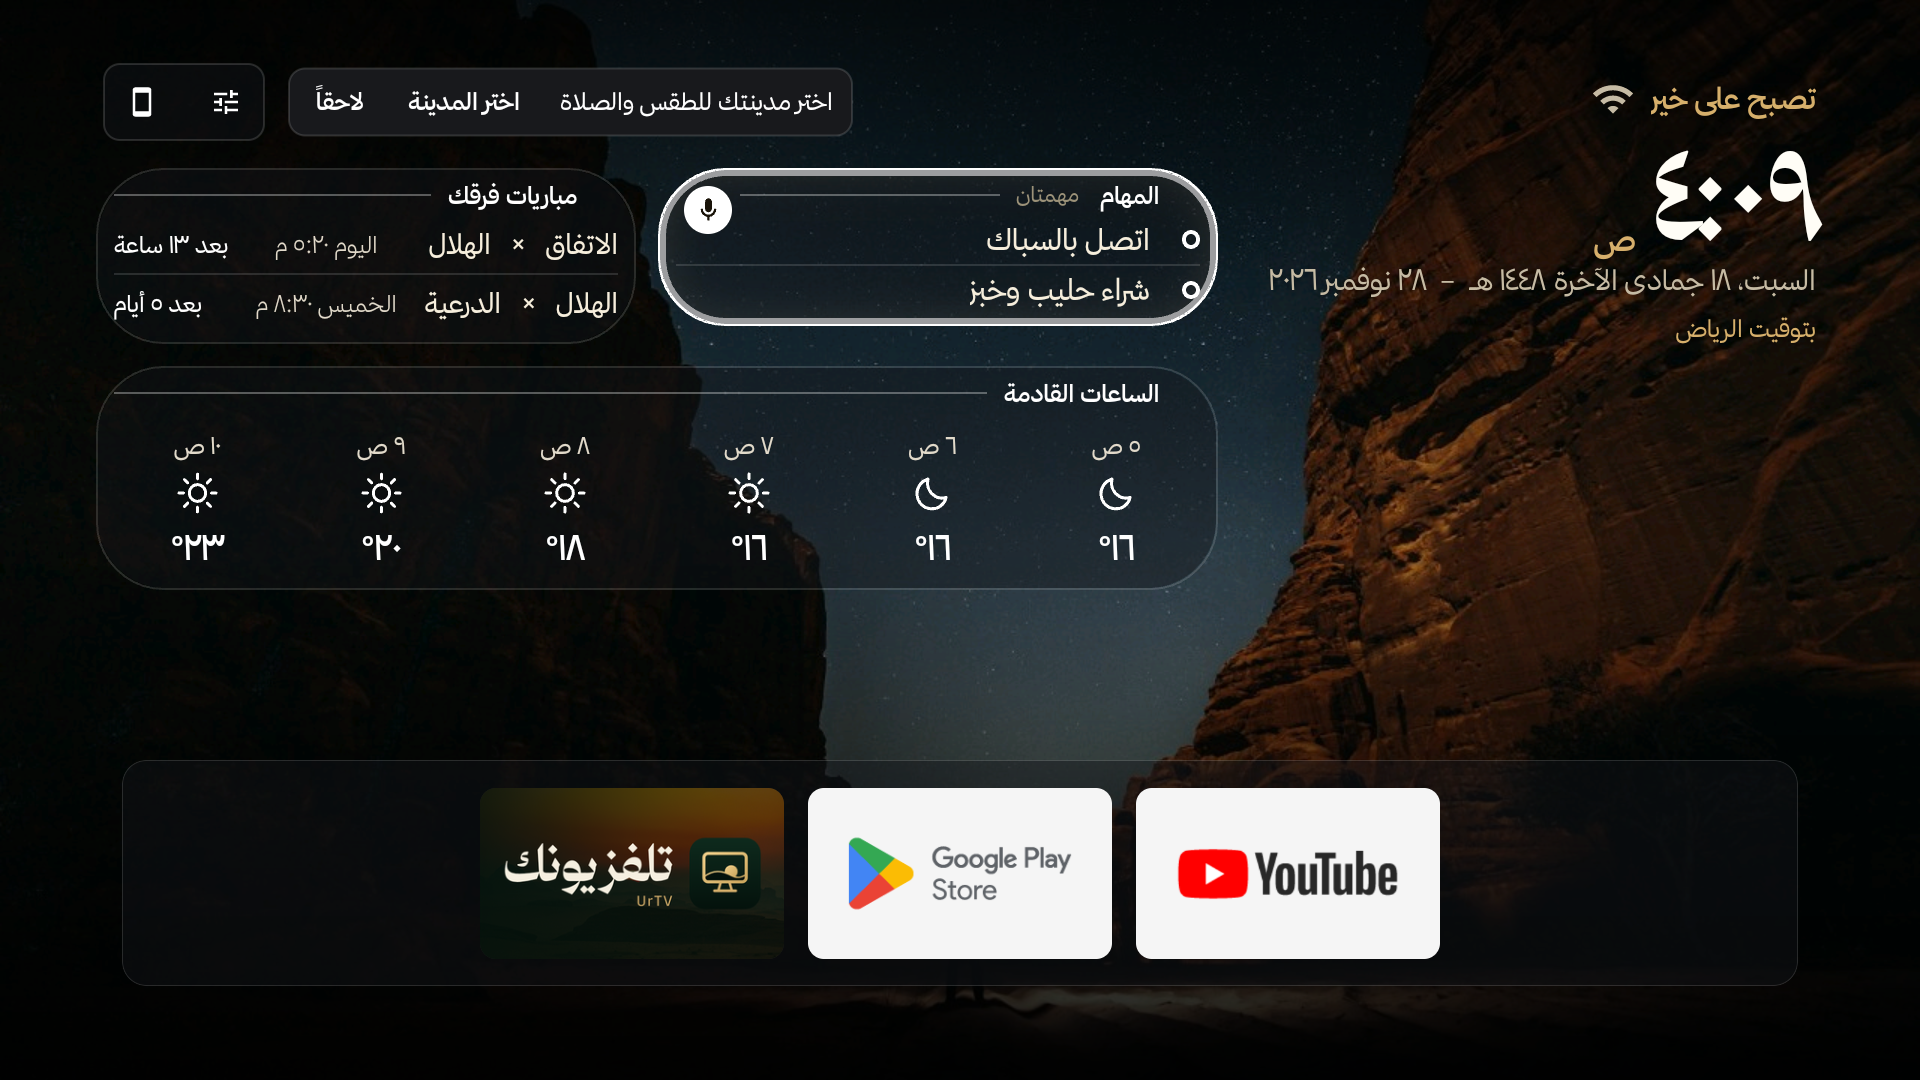 تصبح على خير
٤:٠٩ ص
السبت، ١٨ جمادى الآخرة ١٤٤٨ هـ – ٢٨ نوفمبر ٢٠٢٦
بتوقيت الرياض
اختر مدينتك للطقس والصلاة
اختر المدينة
لاحقاً
المهام مهمتان
اتصل بالسباك
شراء حليب وخبز
مباريات فرقك
الاتفاق × الهلال اليوم ٥:٢٠ م بعد ١٣ ساعة
الهلال × الدرعية الخميس ٨:٣٠ م بعد ٥ أيام
الساعات القادمة
٥ ص ٦ ص ٧ ص ٨ ص ٩ ص ١٠ ص
١٦° ١٦° ١٦° ١٨° ٢٠° ٢٣°
YouTube
Google Play
Store
تلفزيونك
UrTV